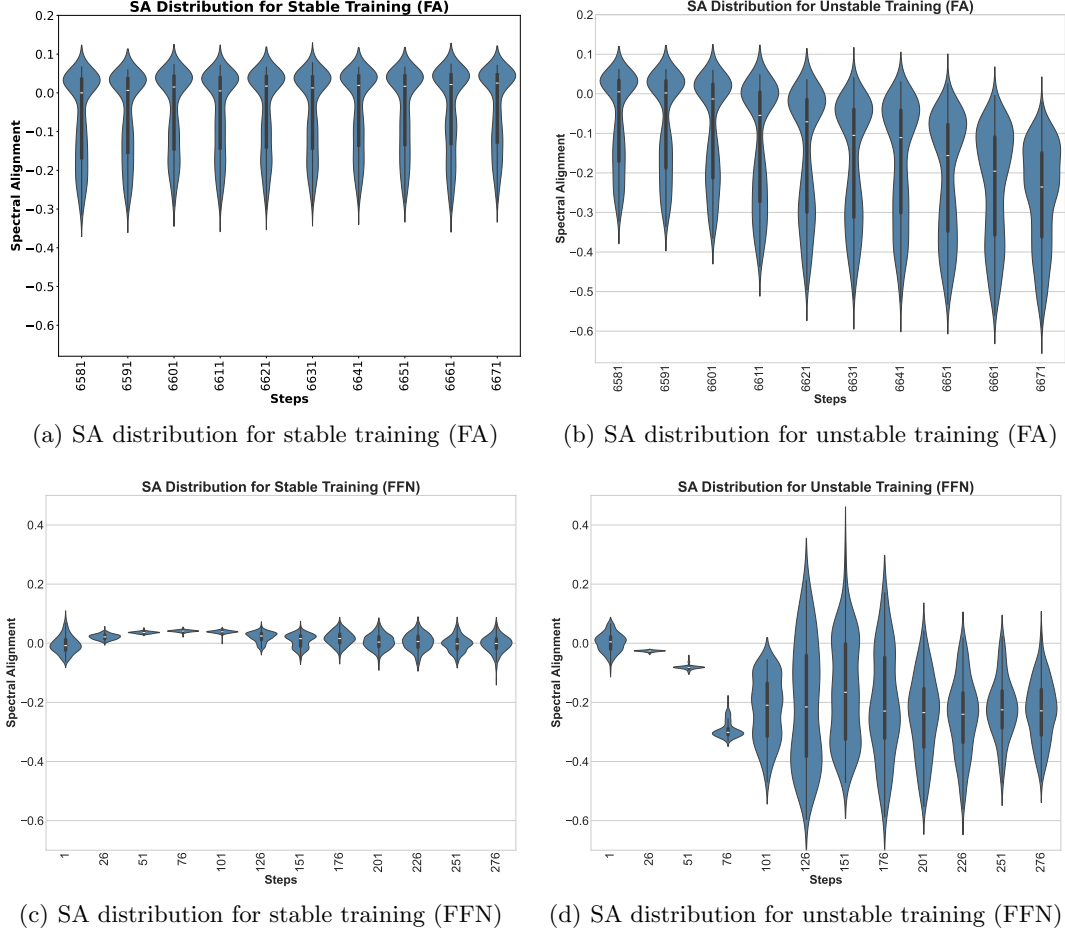 SA Distribution for Stable Training (FA)
0.2
0.1
0.0
−0.1
−0.2
−0.3
−0.4
−0.5
−0.6
Spectral Alignment
6581 6591 6601 6611 6621 6631 6641 6651 6661 6671
Steps
(a) SA distribution for stable training (FA)
SA Distribution for Unstable Training (FA)
0.2
0.1
0.0
−0.1
−0.2
−0.3
−0.4
−0.5
−0.6
Spectral Alignment
6581 6591 6601 6611 6621 6631 6641 6651 6661 6671
Steps
(b) SA distribution for unstable training (FA)
SA Distribution for Stable Training (FFN)
0.4
0.2
0.0
−0.2
−0.4
−0.6
Spectral Alignment
1 26 51 76 101 126 151 176 201 226 251 276
Steps
(c) SA distribution for stable training (FFN)
SA Distribution for Unstable Training (FFN)
0.4
0.2
0.0
−0.2
−0.4
−0.6
Spectral Alignment
1 26 51 76 101 126 151 176 201 226 251 276
Steps
(d) SA distribution for unstable training (FFN)